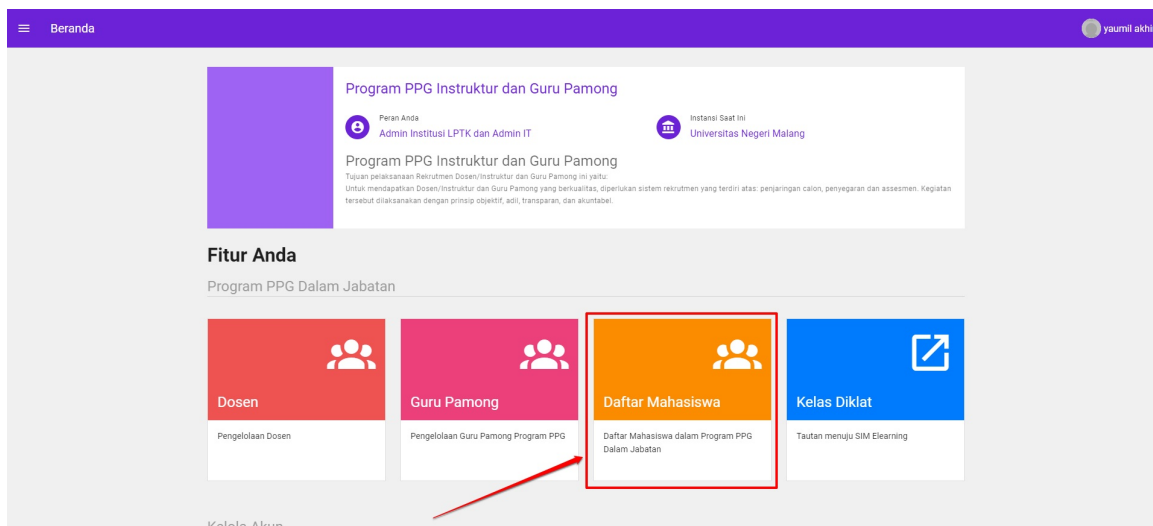 Beranda
yaumil akhi
Program PPG Instruktur dan Guru Pamong
Peran Anda
Admin Institusi LPTK dan Admin IT
Instansi Saat Ini
Universitas Negeri Malang
Program PPG Instruktur dan Guru Pamong
Tujuan pelaksanaan Rekrutmen Dosen/Instruktur dan Guru Pamong ini yaitu:
Untuk mendapatkan Dosen/Instruktur dan Guru Pamong yang berkualitas, diperlukan sistem rekrutmen yang terdiri atas: penjaringan calon, penyegaran dan assesmen. Kegiatan
tersebut dilaksanakan dengan prinsip objektif, adil, transparan, dan akuntabel.
Fitur Anda
Program PPG Dalam Jabatan
Dosen
Pengelolaan Dosen
Guru Pamong
Pengelolaan Guru Pamong Program PPG
Daftar Mahasiswa
Daftar Mahasiswa dalam Program PPG
Dalam Jabatan
Kelas Diklat
Tautan menuju SIM Elearning
Kelola Akun